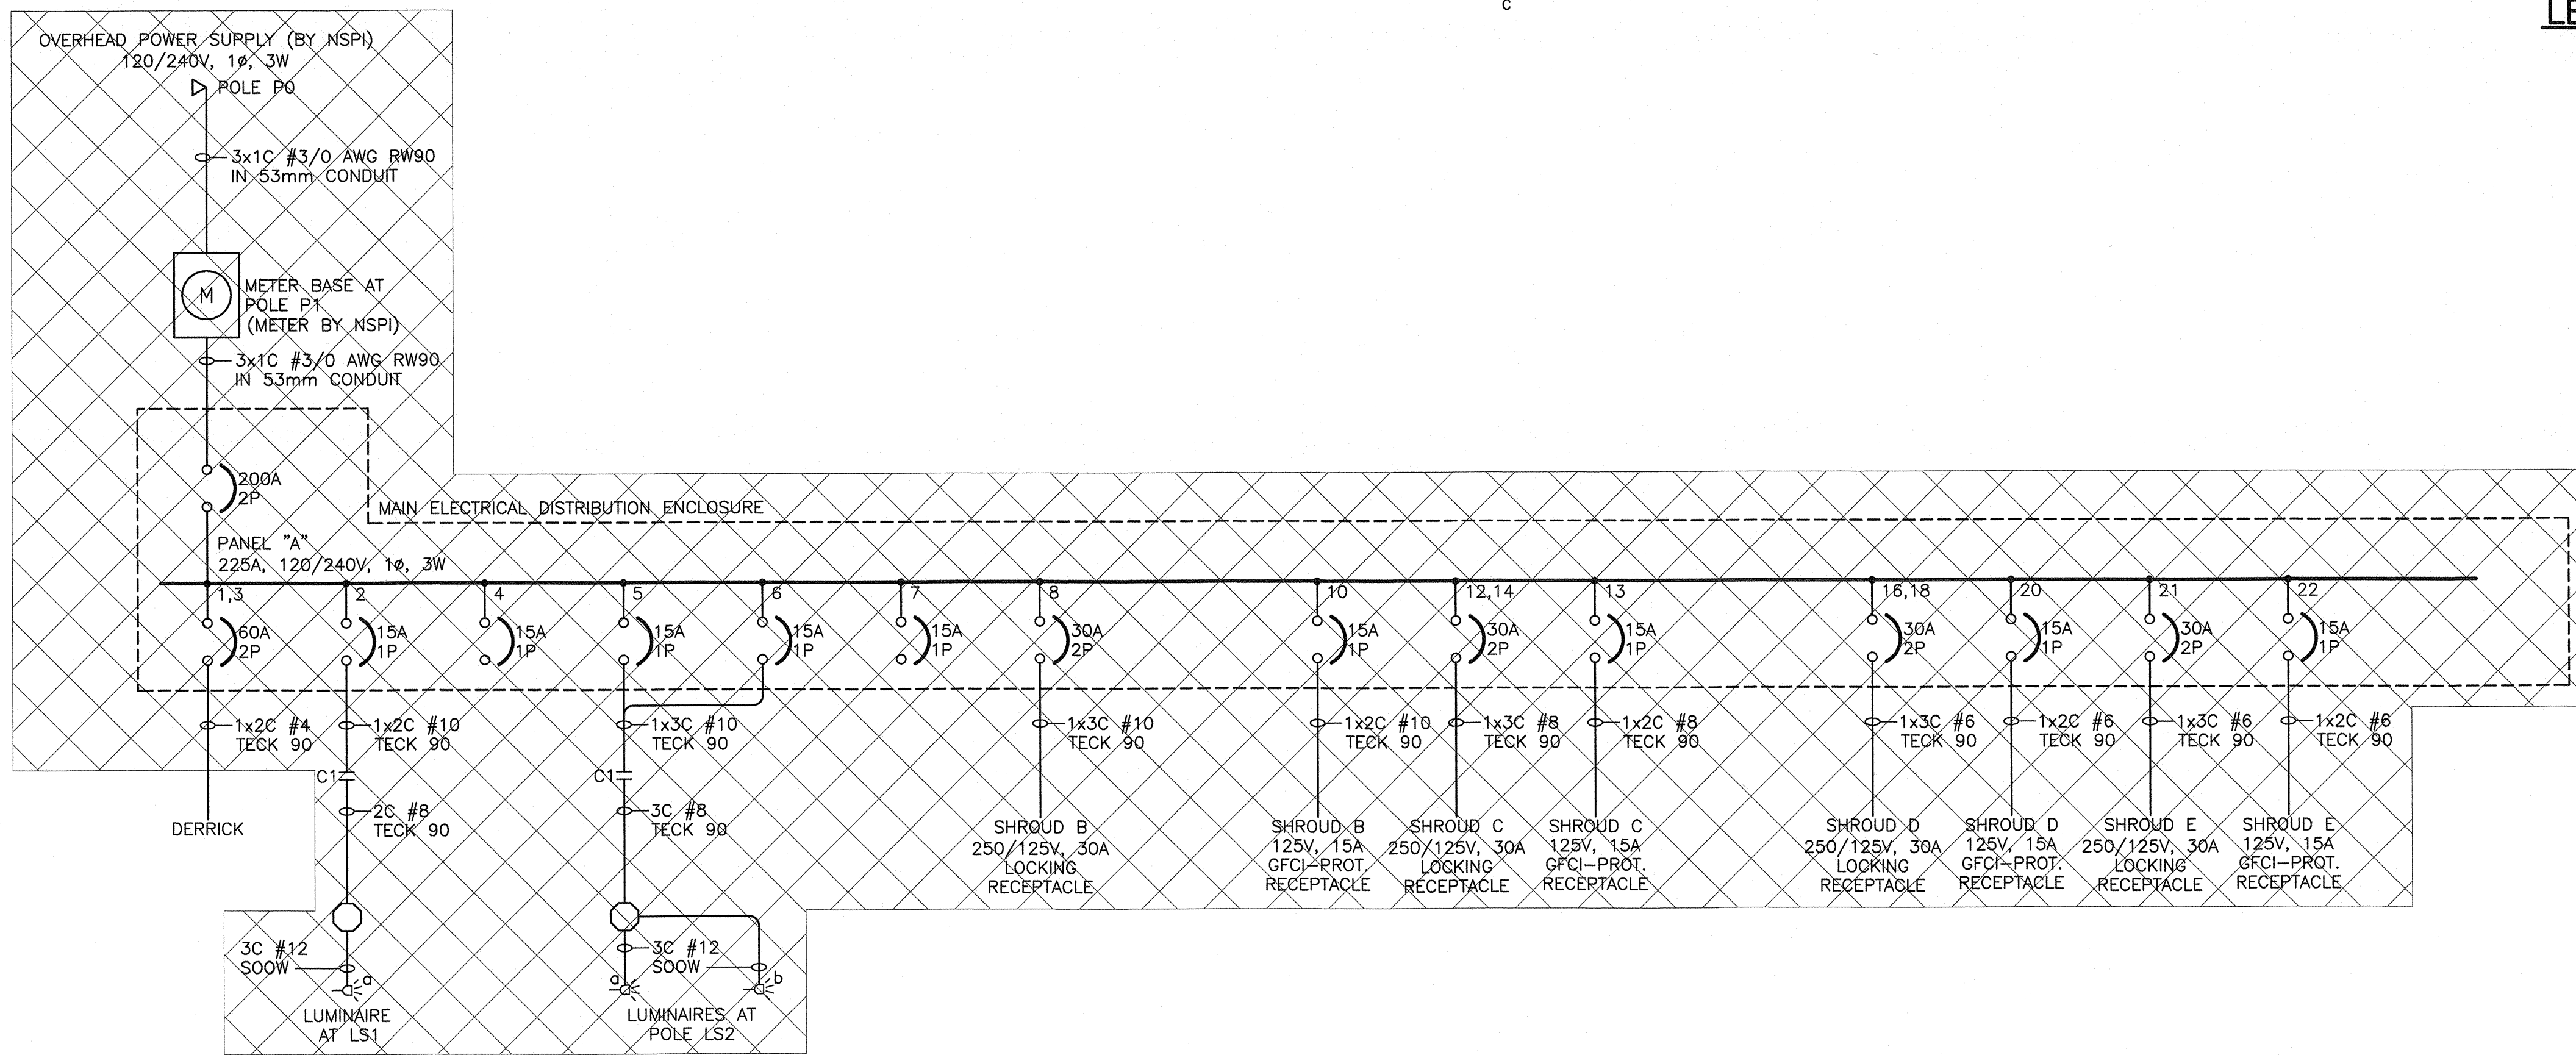 C
OVERHEAD POWER SUPPLY (BY NSPI)
120/240V, 1ø, 3W
POLE P0
3x1C #3/0 AWG RW90
IN 53mm CONDUIT
M
METER BASE AT
POLE P1
(METER BY NSPI)
3x1C #3/0 AWG RW90
IN 53mm CONDUIT
200A
2P
MAIN ELECTRICAL DISTRIBUTION ENCLOSURE
PANEL "A"
225A, 120/240V, 1ø, 3W
1,3
60A
2P
1x2C #4
TECK 90
DERRICK
2
15A
1P
1x2C #10
TECK 90
C1
2C #8
TECK 90
3C #12
SOOW
a
LUMINAIRE
AT LS1
4
15A
1P
5
15A
1P
6
15A
1P
1x3C #10
TECK 90
C1
3C #8
TECK 90
3C #12
SOOW
a
b
LUMINAIRES AT
POLE LS2
7
15A
1P
8
30A
2P
1x3C #10
TECK 90
SHROUD B
250/125V, 30A
LOCKING
RECEPTACLE
10
15A
1P
1x2C #10
TECK 90
SHROUD B
125V, 15A
GFCI-PROT.
RECEPTACLE
12,14
30A
2P
1x3C #8
TECK 90
SHROUD C
250/125V, 30A
LOCKING
RECEPTACLE
13
15A
1P
1x2C #8
TECK 90
SHROUD C
125V, 15A
GFCI-PROT.
RECEPTACLE
16,18
30A
2P
1x3C #6
TECK 90
SHROUD D
250/125V, 30A
LOCKING
RECEPTACLE
20
15A
1P
1x2C #6
TECK 90
SHROUD D
125V, 15A
GFCI-PROT.
RECEPTACLE
21
30A
2P
1x3C #6
TECK 90
SHROUD E
250/125V, 30A
LOCKING
RECEPTACLE
22
15A
1P
1x2C #6
TECK 90
SHROUD E
125V, 15A
GFCI-PROT.
RECEPTACLE